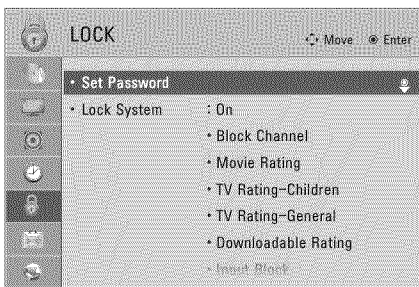 LOCK
Move Enter
• Set Password
• Lock System : On
• Block Channel
• Movie Rating
• TV Rating-Children
• TV Rating-General
• Downloadable Rating
• Input Block